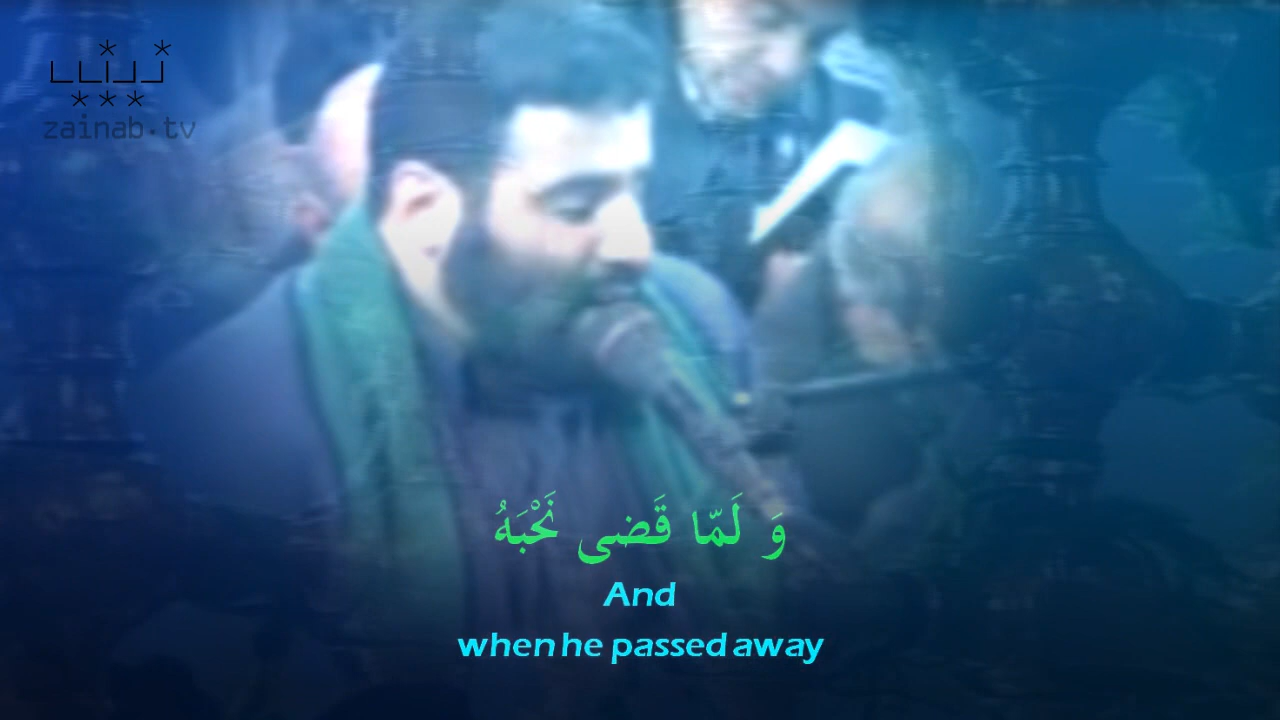 zainab.tv
وَ لَمّا قَضى نَحْبَهُ
And
when he passed away